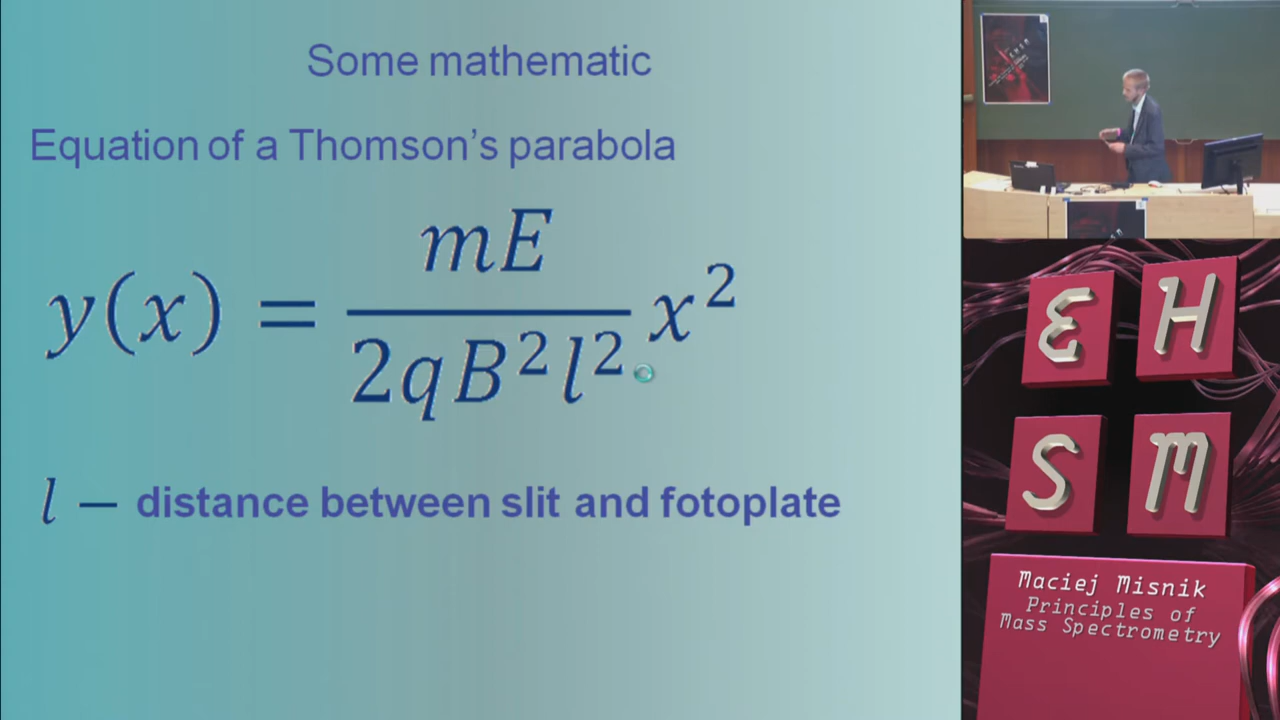 Some mathematic
Equation of a Thomson's parabola
y(x) = mE / 2qB²l² x²
l — distance between slit and fotoplate
E H
S M
Maciej Misnik
Principles of
Mass Spectrometry